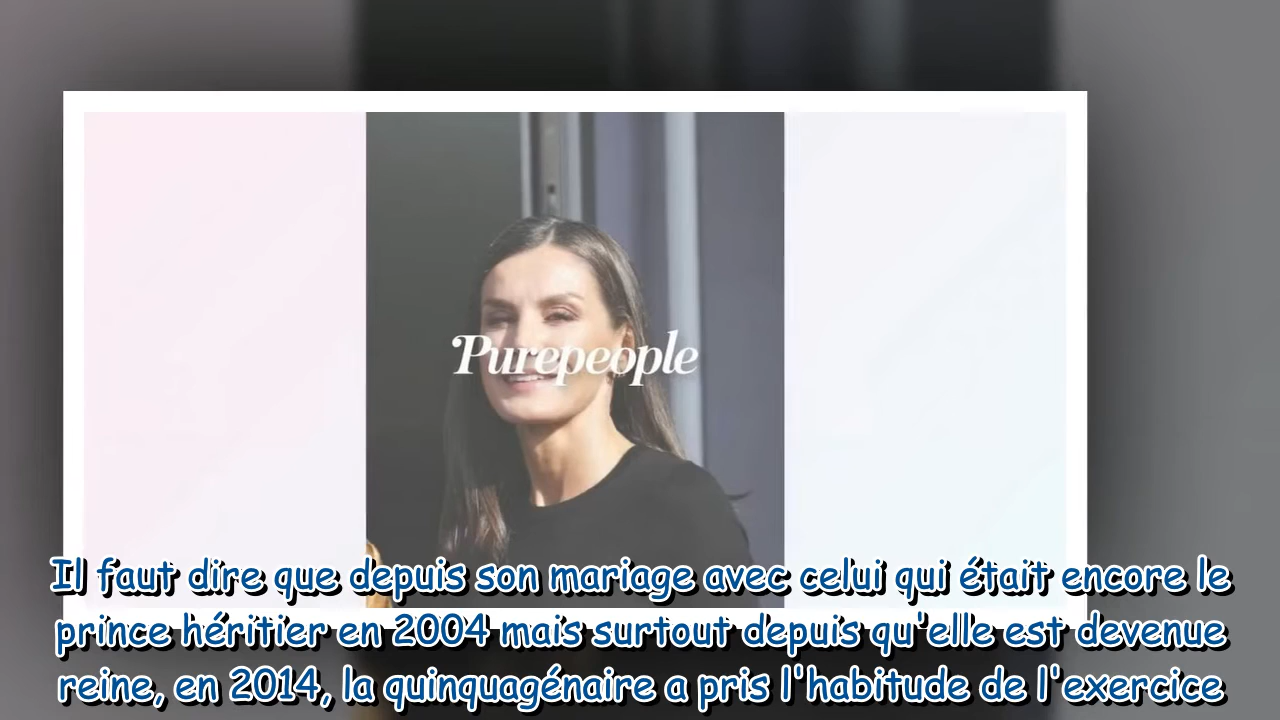 Purepeople
Il faut dire que depuis son mariage avec celui qui était encore le
prince héritier en 2004 mais surtout depuis qu'elle est devenue
reine, en 2014, la quinquagénaire a pris l'habitude de l'exercice